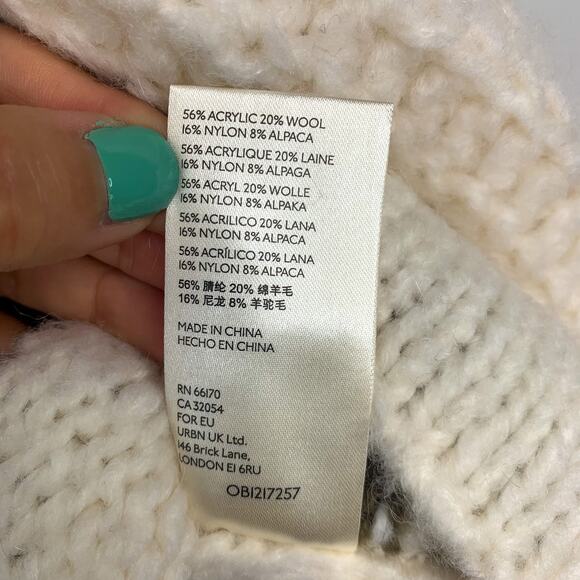 56% ACRYLIC 20% WOOL
16% NYLON 8% ALPACA
56% ACRYLIQUE 20% LAINE
16% NYLON 8% ALPAGA
56% ACRYL 20% WOLLE
16% NYLON 8% ALPAKA
56% ACRILICO 20% LANA
16% NYLON 8% ALPACA
56% ACRÍLICO 20% LANA
16% NYLON 8% ALPACA
56% 腈纶 20% 绵羊毛
16% 尼龙 8% 羊驼毛
MADE IN CHINA
HECHO EN CHINA
RN 66170
CA 32054
FOR EU
URBN UK Ltd.
146 Brick Lane,
LONDON E1 6RU
OB1217257